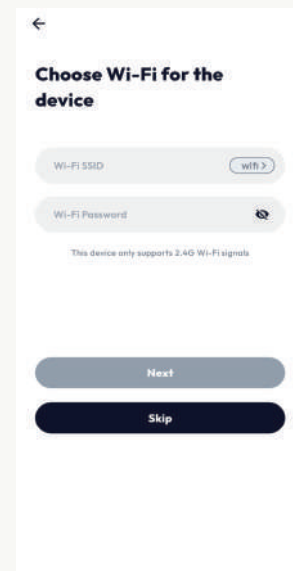 Choose Wi-Fi for the
device
Wi-Fi SSID
wifi >
Wi-Fi Password
This device only supports 2.4G Wi-Fi signals
Next
Skip